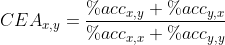 CEA_{x,y} = \frac{\%acc_{x,y} + \%acc_{y,x}}{\%acc_{x,x} + \%acc_{y,y}}